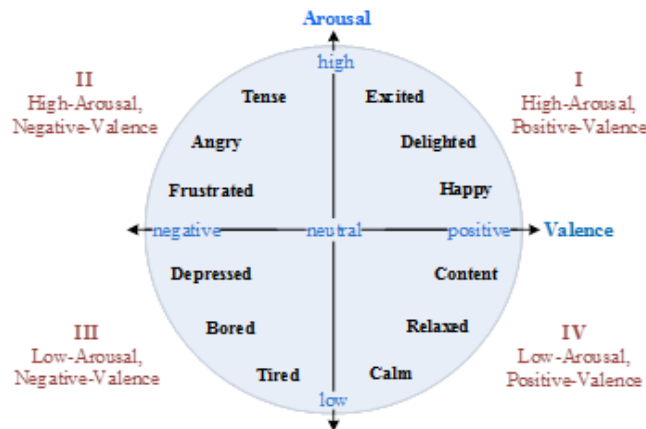 Arousal
high
II
High-Arousal,
Negative-Valence
I
High-Arousal,
Positive-Valence
Tense
Excited
Angry
Delighted
Frustrated
Happy
negative
neutral
positive
Valence
Depressed
Content
Bored
Relaxed
Tired
Calm
III
Low-Arousal,
Negative-Valence
IV
Low-Arousal,
Positive-Valence
low